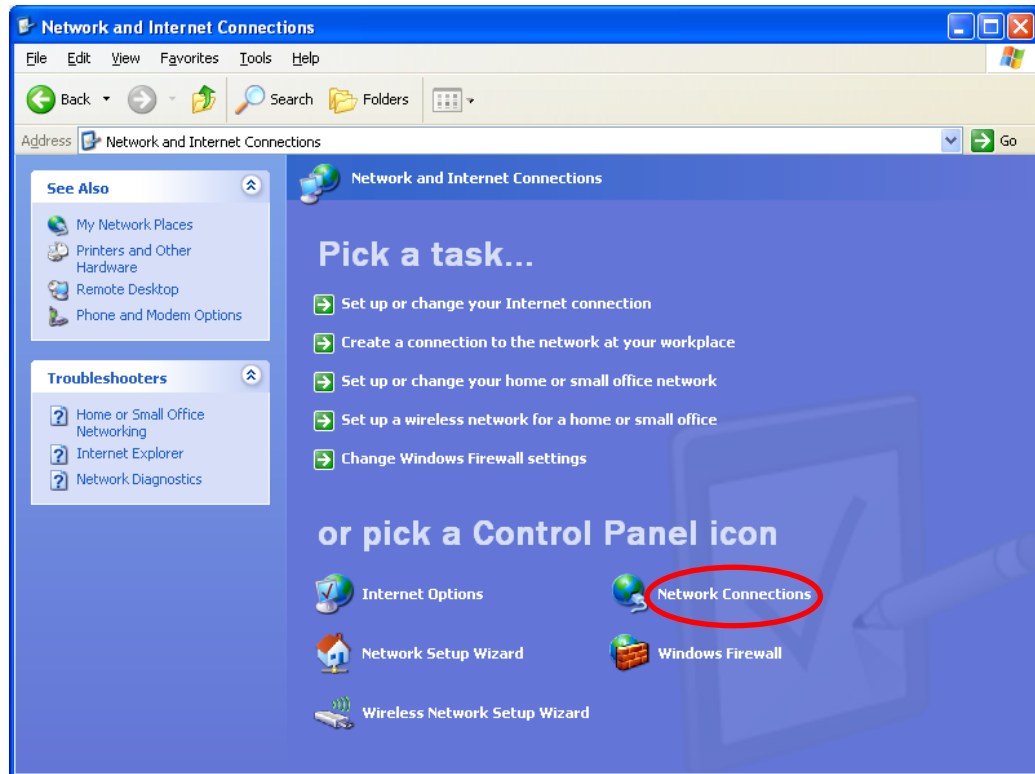 Network and Internet Connections
File Edit View Favorites Tools Help
Back Search Folders
Address Network and Internet Connections Go
See Also
My Network Places
Printers and Other
Hardware
Remote Desktop
Phone and Modem Options
Troubleshooters
Home or Small Office
Networking
Internet Explorer
Network Diagnostics
Network and Internet Connections
Pick a task...
Set up or change your Internet connection
Create a connection to the network at your workplace
Set up or change your home or small office network
Set up a wireless network for a home or small office
Change Windows Firewall settings
or pick a Control Panel icon
Internet Options Network Connections
Network Setup Wizard Windows Firewall
Wireless Network Setup Wizard